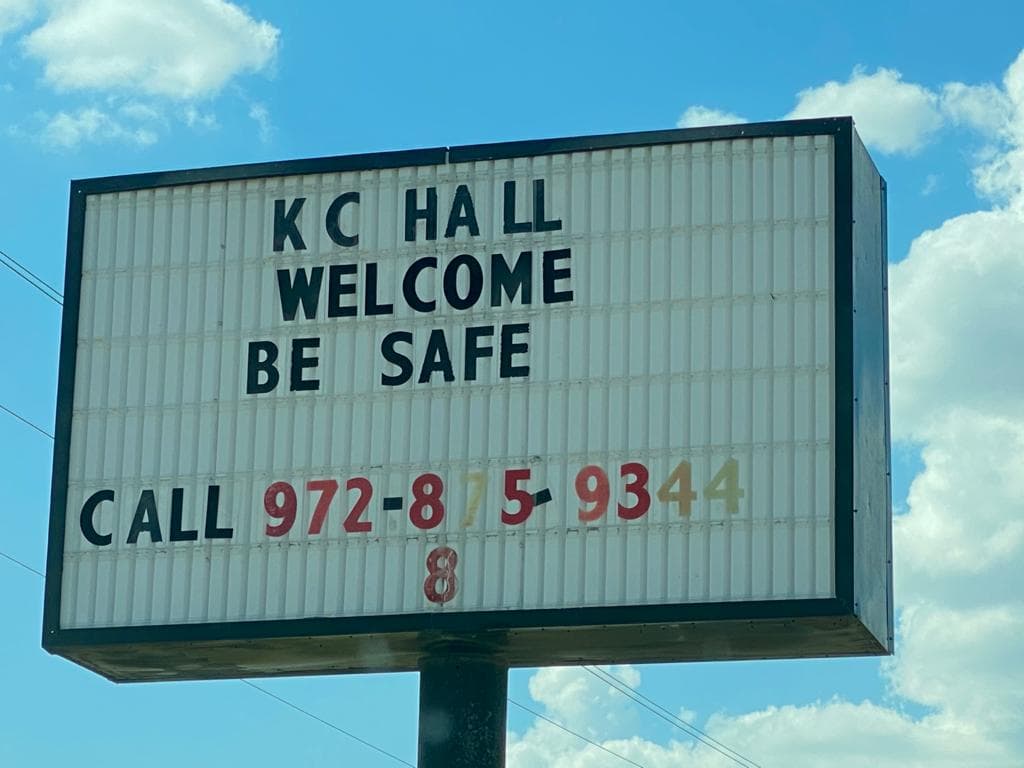 KC HALL
WELCOME
BE SAFE
CALL 972-875-9344
8